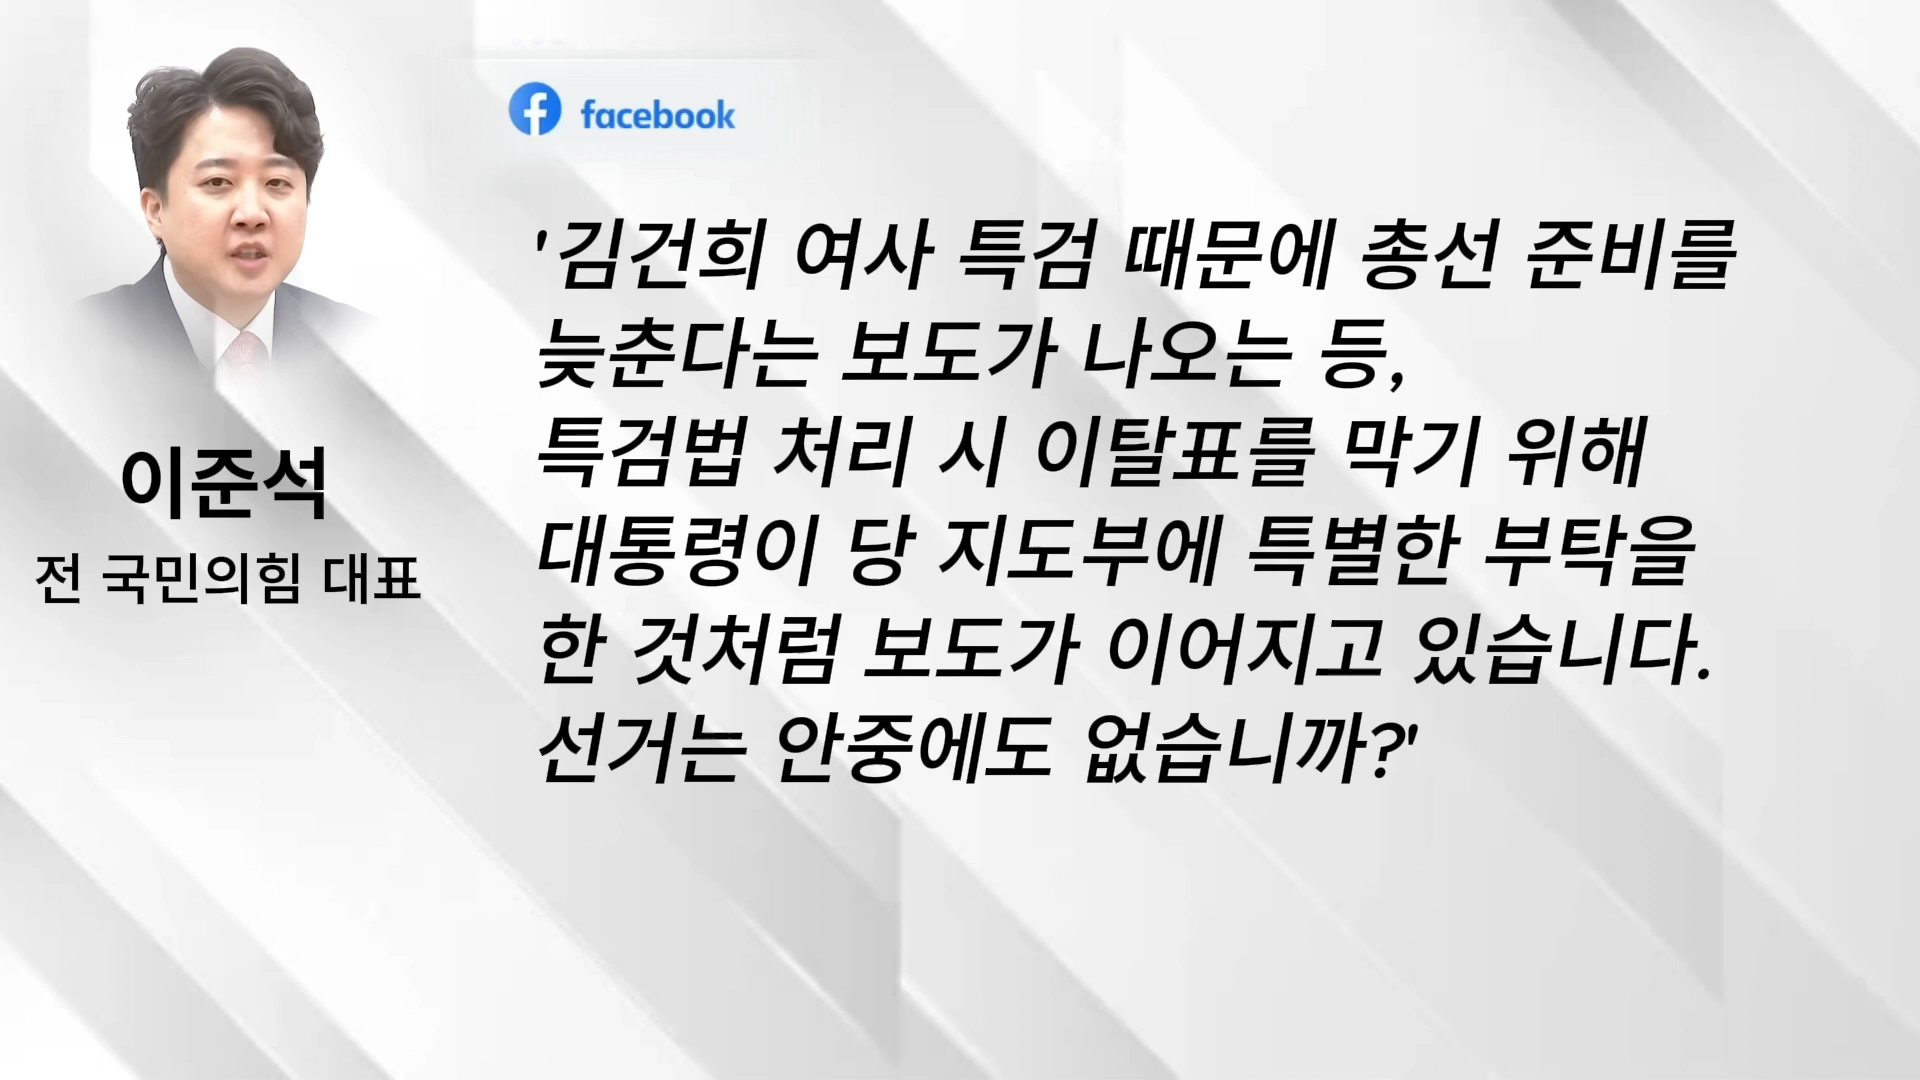 facebook
'김건희 여사 특검 때문에 총선 준비를
늦춘다는 보도가 나오는 등,
특검법 처리 시 이탈표를 막기 위해
대통령이 당 지도부에 특별한 부탁을
한 것처럼 보도가 이어지고 있습니다.
선거는 안중에도 없습니까?'
이준석
전 국민의힘 대표